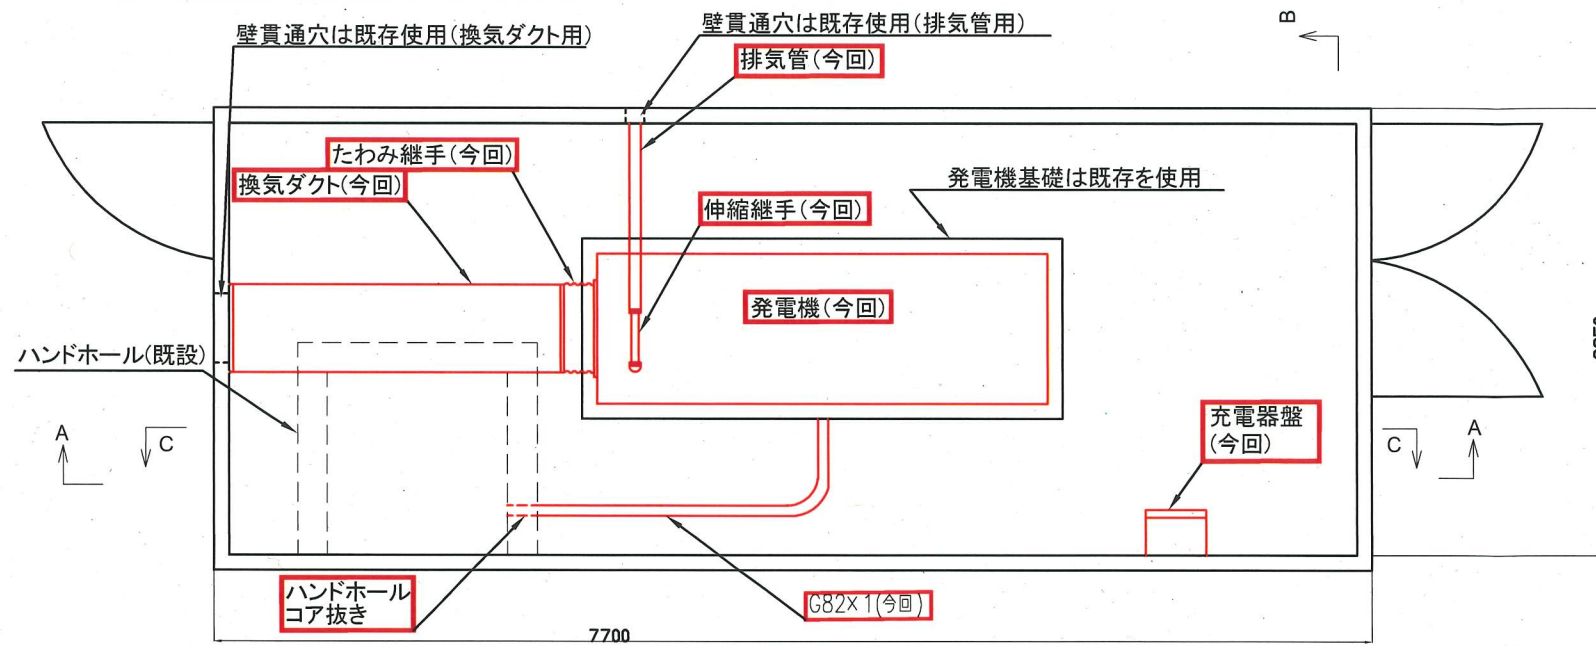 壁貫通穴は既存使用(換気ダクト用)
壁貫通穴は既存使用(排気管用)
B
排気管(今回)
たわみ継手(今回)
換気ダクト(今回)
伸縮継手(今回)
発電機基礎は既存を使用
発電機(今回)
ハンドホール(既設)
A
C
充電器盤
(今回)
C
A
ハンドホール
コア抜き
G82×1(今回)
7700